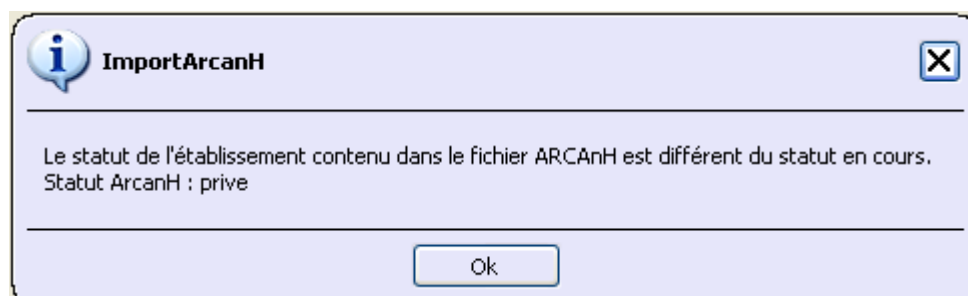 ImportArcanH
Le statut de l'établissement contenu dans le fichier ARCAnH est différent du statut en cours.
Statut ArcanH : prive
Ok